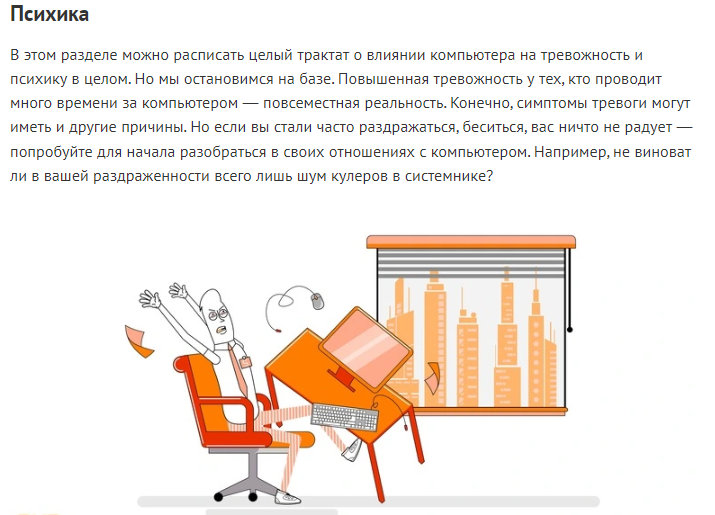 Психика
В этом разделе можно расписать целый трактат о влиянии компьютера на тревожность и
психику в целом. Но мы остановимся на базе. Повышенная тревожность у тех, кто проводит
много времени за компьютером — повсеместная реальность. Конечно, симптомы тревоги могут
иметь и другие причины. Но если вы стали часто раздражаться, беситься, вас ничто не радует —
попробуйте для начала разобраться в своих отношениях с компьютером. Например, не виноват
ли в вашей раздраженности всего лишь шум кулеров в системнике?